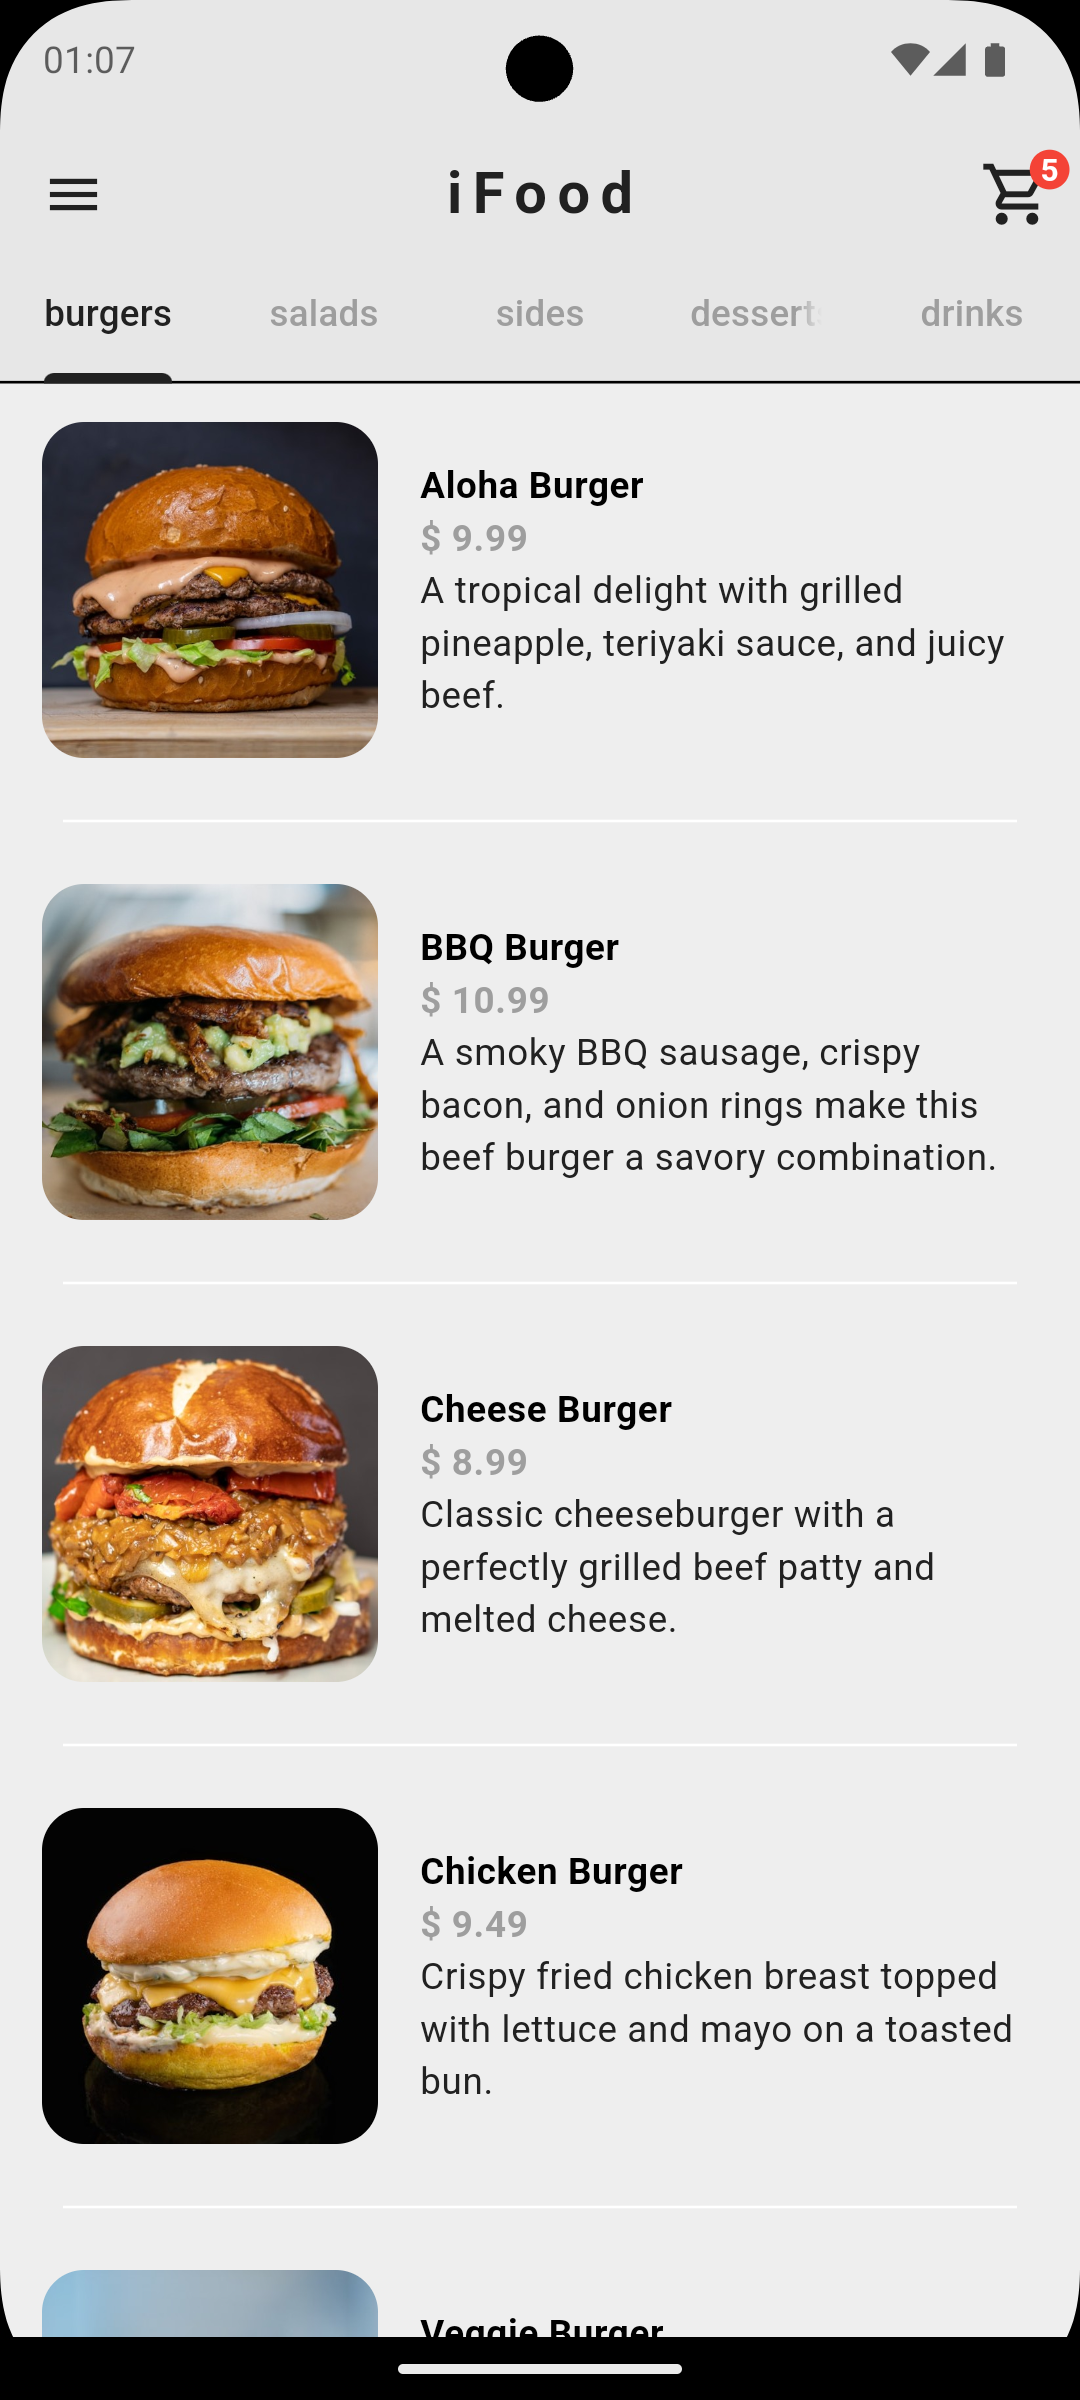 01:07
iFood
5
burgers
salads
sides
desserts
drinks
Aloha Burger
$ 9.99
A tropical delight with grilled
pineapple, teriyaki sauce, and juicy
beef.
BBQ Burger
$ 10.99
A smoky BBQ sausage, crispy
bacon, and onion rings make this
beef burger a savory combination.
Cheese Burger
$ 8.99
Classic cheeseburger with a
perfectly grilled beef patty and
melted cheese.
Chicken Burger
$ 9.49
Crispy fried chicken breast topped
with lettuce and mayo on a toasted
bun.
Veggie Burger